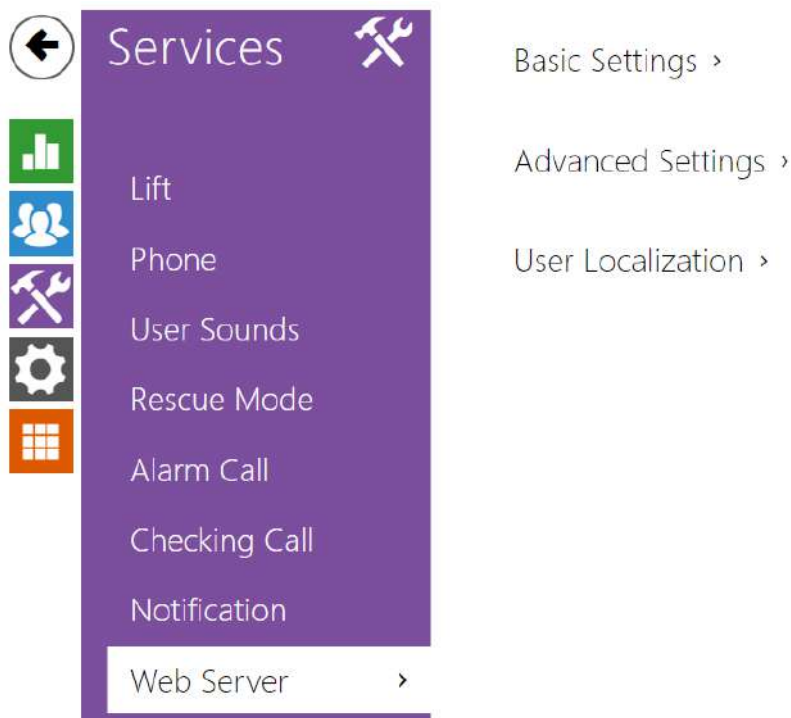 Services
Lift
Phone
User Sounds
Rescue Mode
Alarm Call
Checking Call
Notification
Web Server ›
Basic Settings ›
Advanced Settings ›
User Localization ›